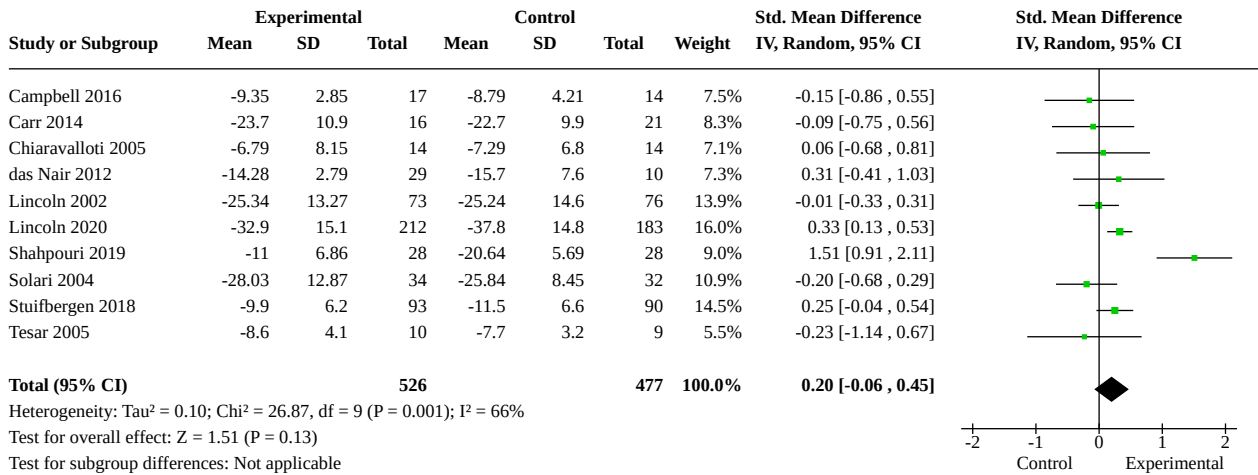 Experimental Control Std. Mean Difference Std. Mean Difference
Study or Subgroup Mean SD Total Mean SD Total Weight IV, Random, 95% CI IV, Random, 95% CI
Campbell 2016 -9.35 2.85 17 -8.79 4.21 14 7.5% -0.15 [-0.86 , 0.55]
Carr 2014 -23.7 10.9 16 -22.7 9.9 21 8.3% -0.09 [-0.75 , 0.56]
Chiaravalloti 2005 -6.79 8.15 14 -7.29 6.8 14 7.1% 0.06 [-0.68 , 0.81]
das Nair 2012 -14.28 2.79 29 -15.7 7.6 10 7.3% 0.31 [-0.41 , 1.03]
Lincoln 2002 -25.34 13.27 73 -25.24 14.6 76 13.9% -0.01 [-0.33 , 0.31]
Lincoln 2020 -32.9 15.1 212 -37.8 14.8 183 16.0% 0.33 [0.13 , 0.53]
Shahpouri 2019 -11 6.86 28 -20.64 5.69 28 9.0% 1.51 [0.91 , 2.11]
Solari 2004 -28.03 12.87 34 -25.84 8.45 32 10.9% -0.20 [-0.68 , 0.29]
Stuifbergen 2018 -9.9 6.2 93 -11.5 6.6 90 14.5% 0.25 [-0.04 , 0.54]
Tesar 2005 -8.6 4.1 10 -7.7 3.2 9 5.5% -0.23 [-1.14 , 0.67]
Total (95% CI) 526 477 100.0% 0.20 [-0.06 , 0.45]
Heterogeneity: Tau² = 0.10; Chi² = 26.87, df = 9 (P = 0.001); I² = 66%
Test for overall effect: Z = 1.51 (P = 0.13)
Test for subgroup differences: Not applicable
-2 -1 0 1 2
Control Experimental